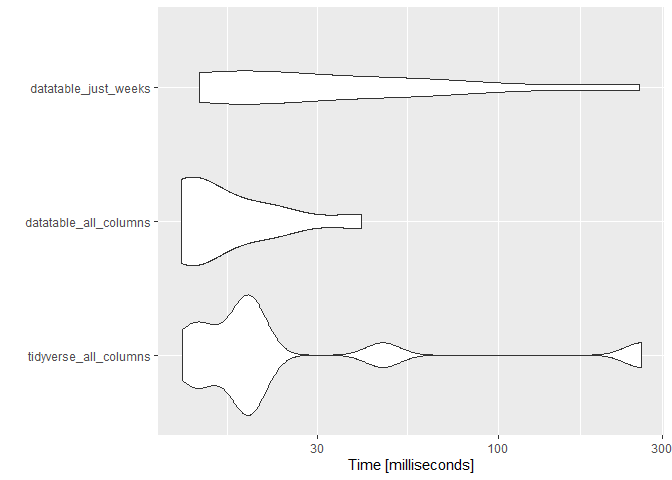 datatable_just_weeks
datatable_all_columns
tidyverse_all_columns
30
100
300
Time [milliseconds]